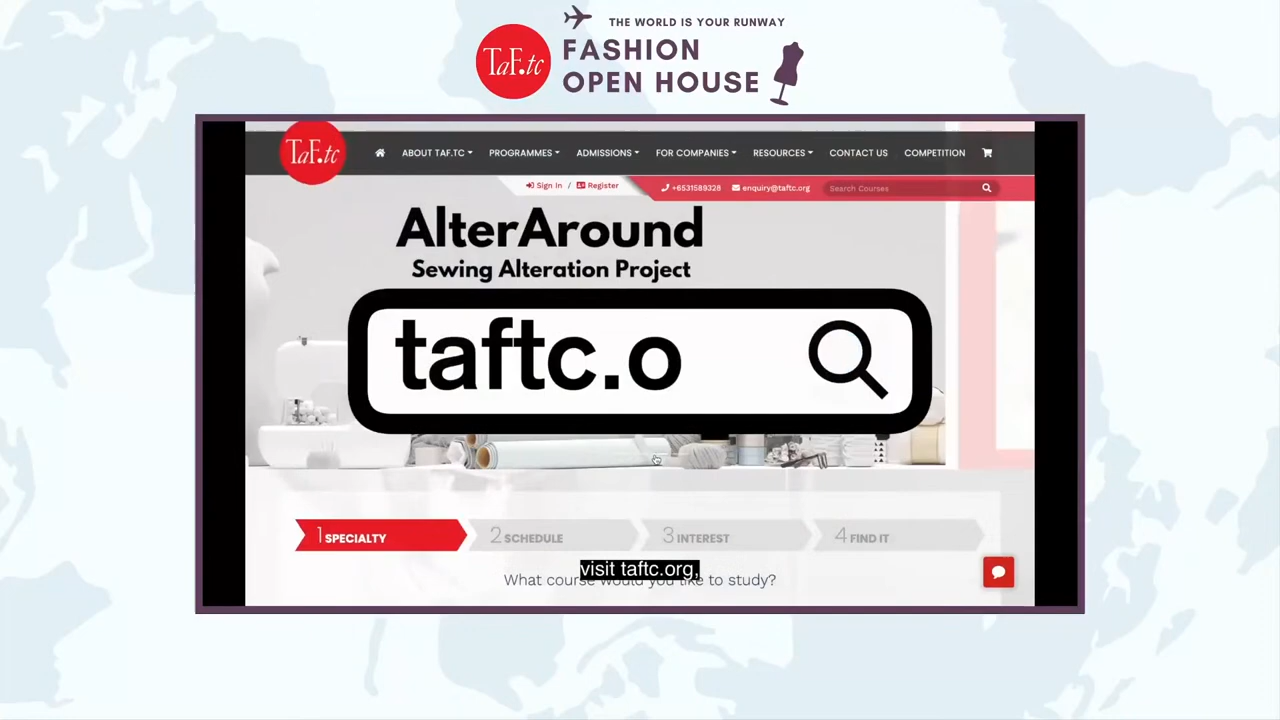 THE WORLD IS YOUR RUNWAY
TaF.tc
FASHION
OPEN HOUSE
TaF.tc
ABOUT TAF.TC
PROGRAMMES
ADMISSIONS
FOR COMPANIES
RESOURCES
CONTACT US
COMPETITION
Sign In / Register
+6531589328
enquiry@taftc.org
Search Courses
AlterAround
Sewing Alteration Project
taftc.o
1 SPECIALTY
2 SCHEDULE
3 INTEREST
4 FIND IT
visit taftc.org,
What course would you like to study?